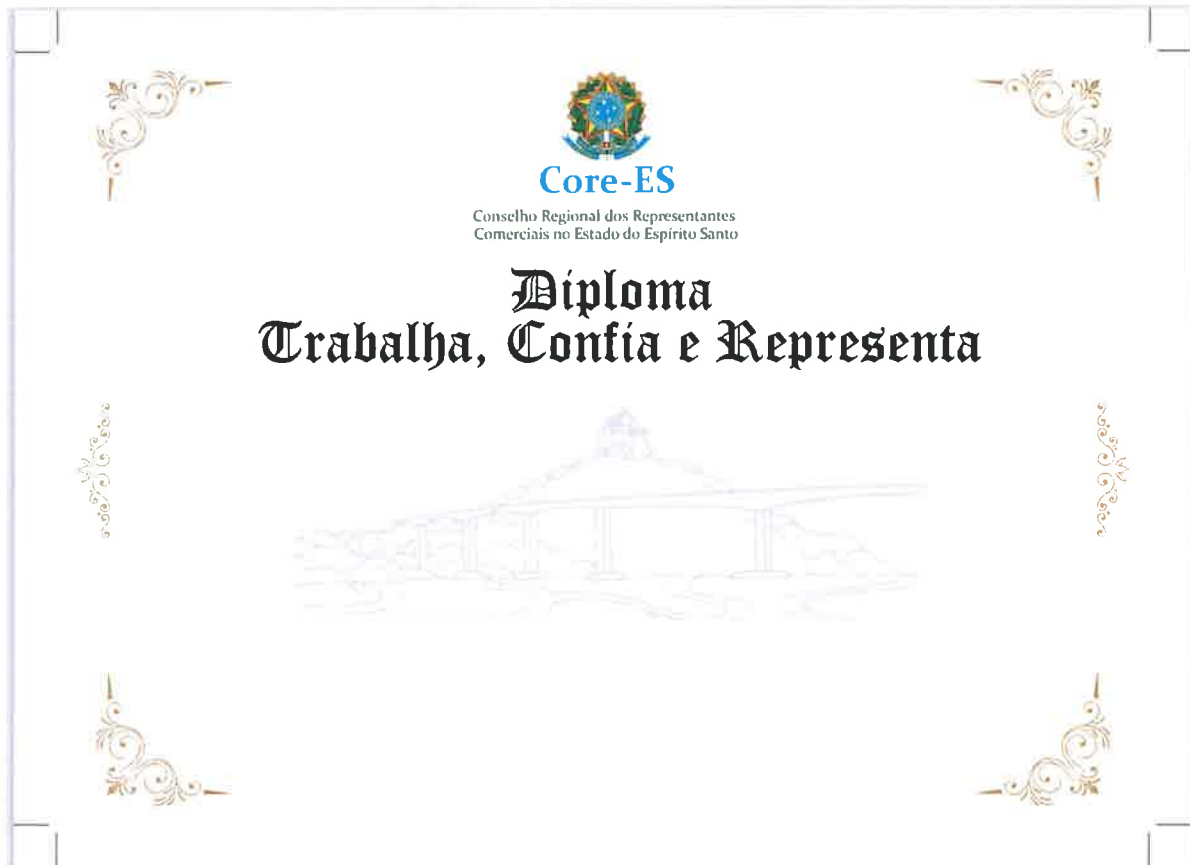 Core-ES
Conselho Regional dos Representantes
Comerciais no Estado do Espírito Santo
Diploma
Trabalha, Confia e Representa